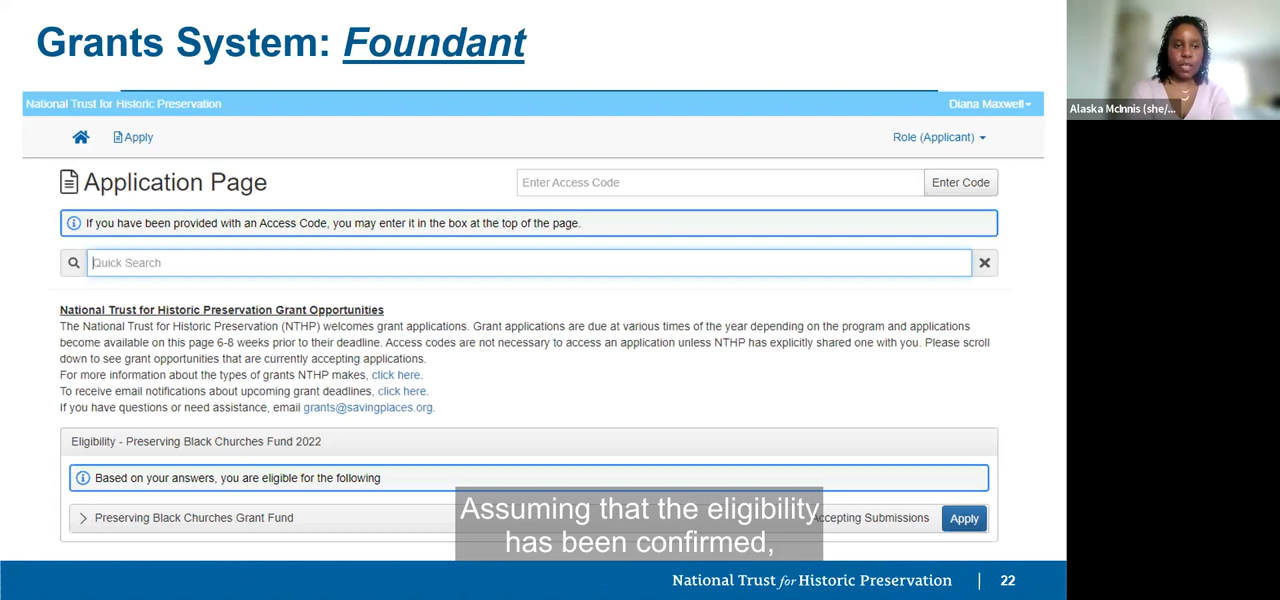 Grants System: Foundant
Alaska McInnis (she/...
National Trust for Historic Preservation
Diana Maxwell
Apply
Role (Applicant)
Application Page
Enter Access Code
Enter Code
If you have been provided with an Access Code, you may enter it in the box at the top of the page.
Quick Search
National Trust for Historic Preservation Grant Opportunities
The National Trust for Historic Preservation (NTHP) welcomes grant applications. Grant applications are due at various times of the year depending on the program and applications
become available on this page 6-8 weeks prior to their deadline. Access codes are not necessary to access an application unless NTHP has explicitly shared one with you. Please scroll
down to see grant opportunities that are currently accepting applications.
For more information about the types of grants NTHP makes, click here.
To receive email notifications about upcoming grant deadlines, click here.
If you have questions or need assistance, email grants@savingplaces.org.
Eligibility - Preserving Black Churches Fund 2022
Based on your answers, you are eligible for the following
Preserving Black Churches Grant Fund
Accepting Submissions
Apply
Assuming that the eligibility
has been confirmed,
National Trust for Historic Preservation | 22